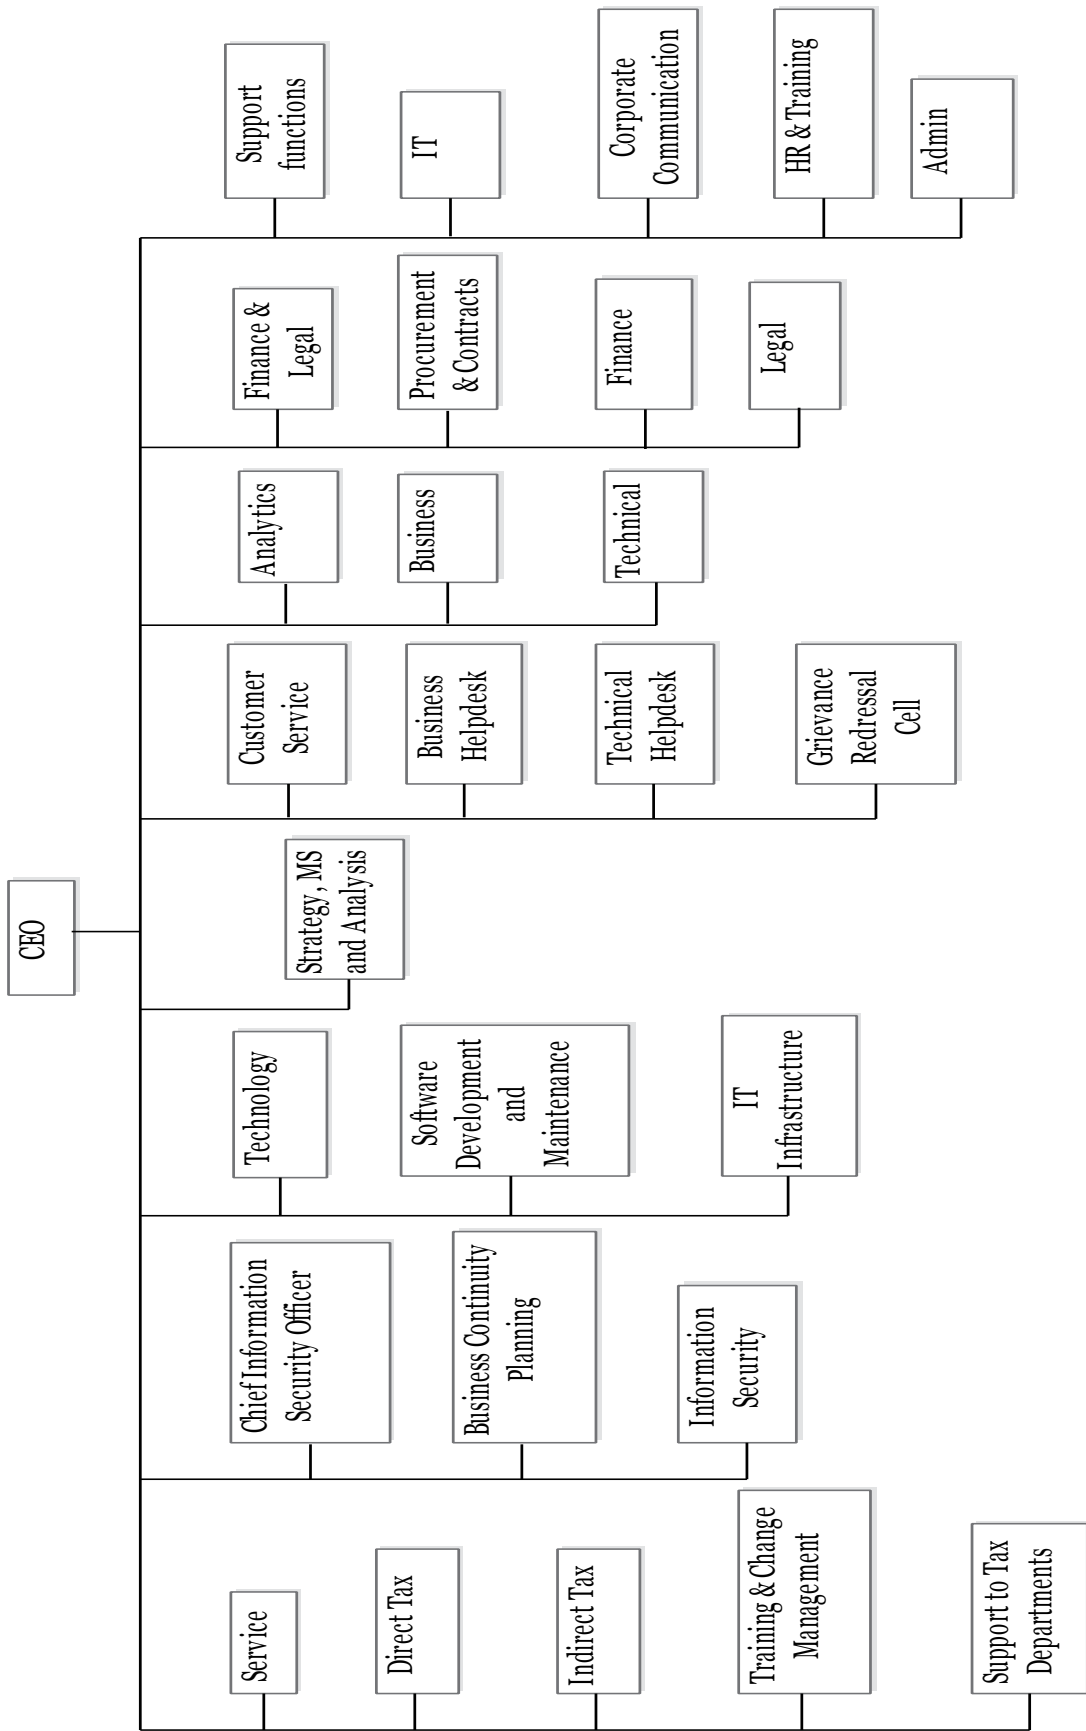 CEO
Service
Direct Tax
Indirect Tax
Training & Change
Management
Support to Tax
Departments
Chief Information
Security Officer
Business Continuity
Planning
Information
Security
Technology
Software
Development
and
Maintenance
IT
Infrastructure
Strategy, MS
and Analysis
Customer
Service
Business
Helpdesk
Technical
Helpdesk
Grievance
Redressal
Cell
Analytics
Business
Technical
Finance &
Legal
Procurement
& Contracts
Finance
Legal
Support
functions
IT
Corporate
Communication
HR & Training
Admin